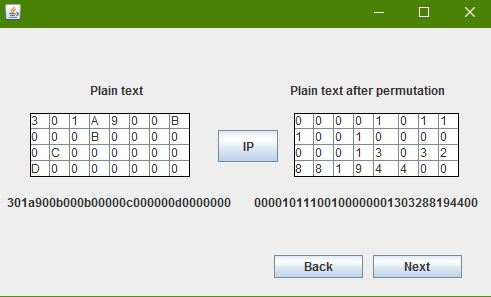 Plain text
Plain text after permutation
3 0 1 A 9 0 0 B
0 0 0 B 0 0 0 0
0 C 0 0 0 0 0 0
D 0 0 0 0 0 0 0
IP
0 0 0 0 1 0 1 1
1 0 0 1 0 0 0 0
0 0 0 1 3 0 3 2
8 8 1 9 4 4 0 0
301a900b000b00000c000000d0000000
00001011100100000001303288194400
Back
Next